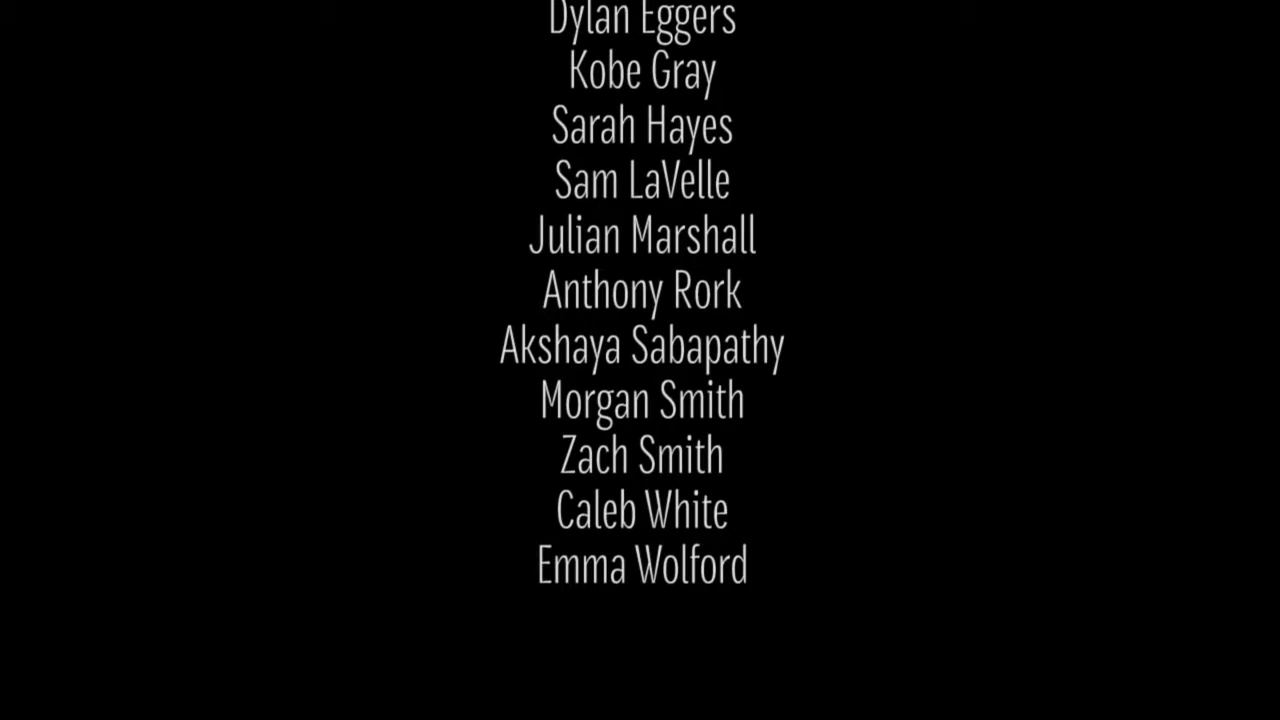 Dylan Eggers
Kobe Gray
Sarah Hayes
Sam LaVelle
Julian Marshall
Anthony Rork
Akshaya Sabapathy
Morgan Smith
Zach Smith
Caleb White
Emma Wolford